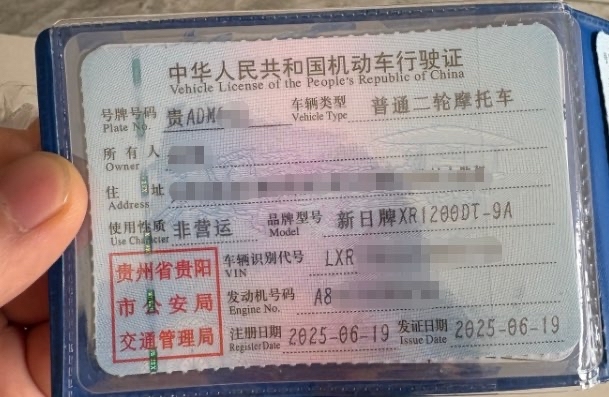 中华人民共和国机动车行驶证
Vehicle License of the People's Republic of China
号牌号码 贵ADM 车辆类型 普通二轮摩托车
Plate No. Vehicle Type
所有人
Owner
住址
Address
使用性质 非营运 品牌型号 新日牌XR1200DT-9A
Use Character Model
贵州省贵阳 车辆识别代号 LXR
VIN
市公安局 发动机号码 A8
Engine No.
交通管理局 注册日期 2025-06-19 发证日期 2025-06-19
Register Date Issue Date